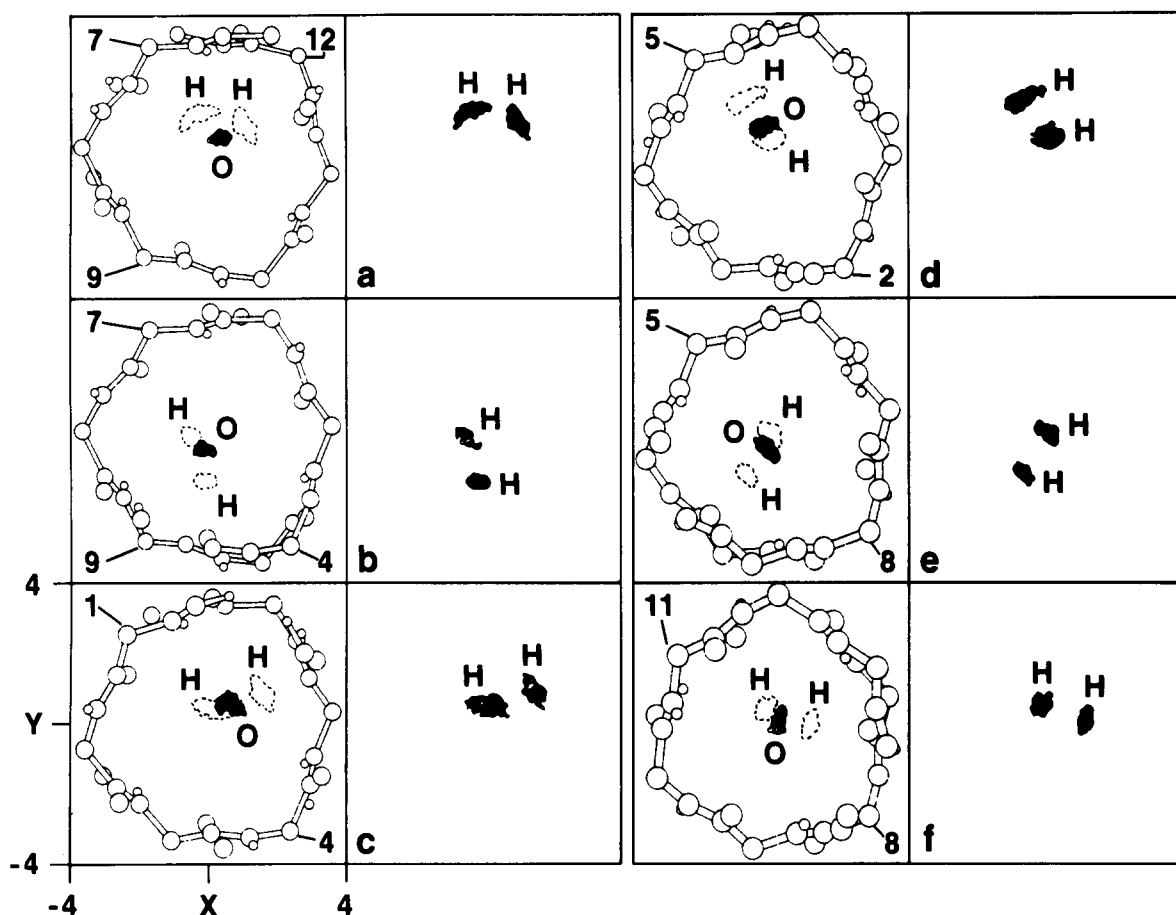 7 12 H H O 9 H H a
5 H O H 2 H H d
7 H O H 9 4 H H b
5 H O H 8 H H e
4 1 H H O 4 H H c
11 H H O 8 H H f
Y
-4
-4 X 4